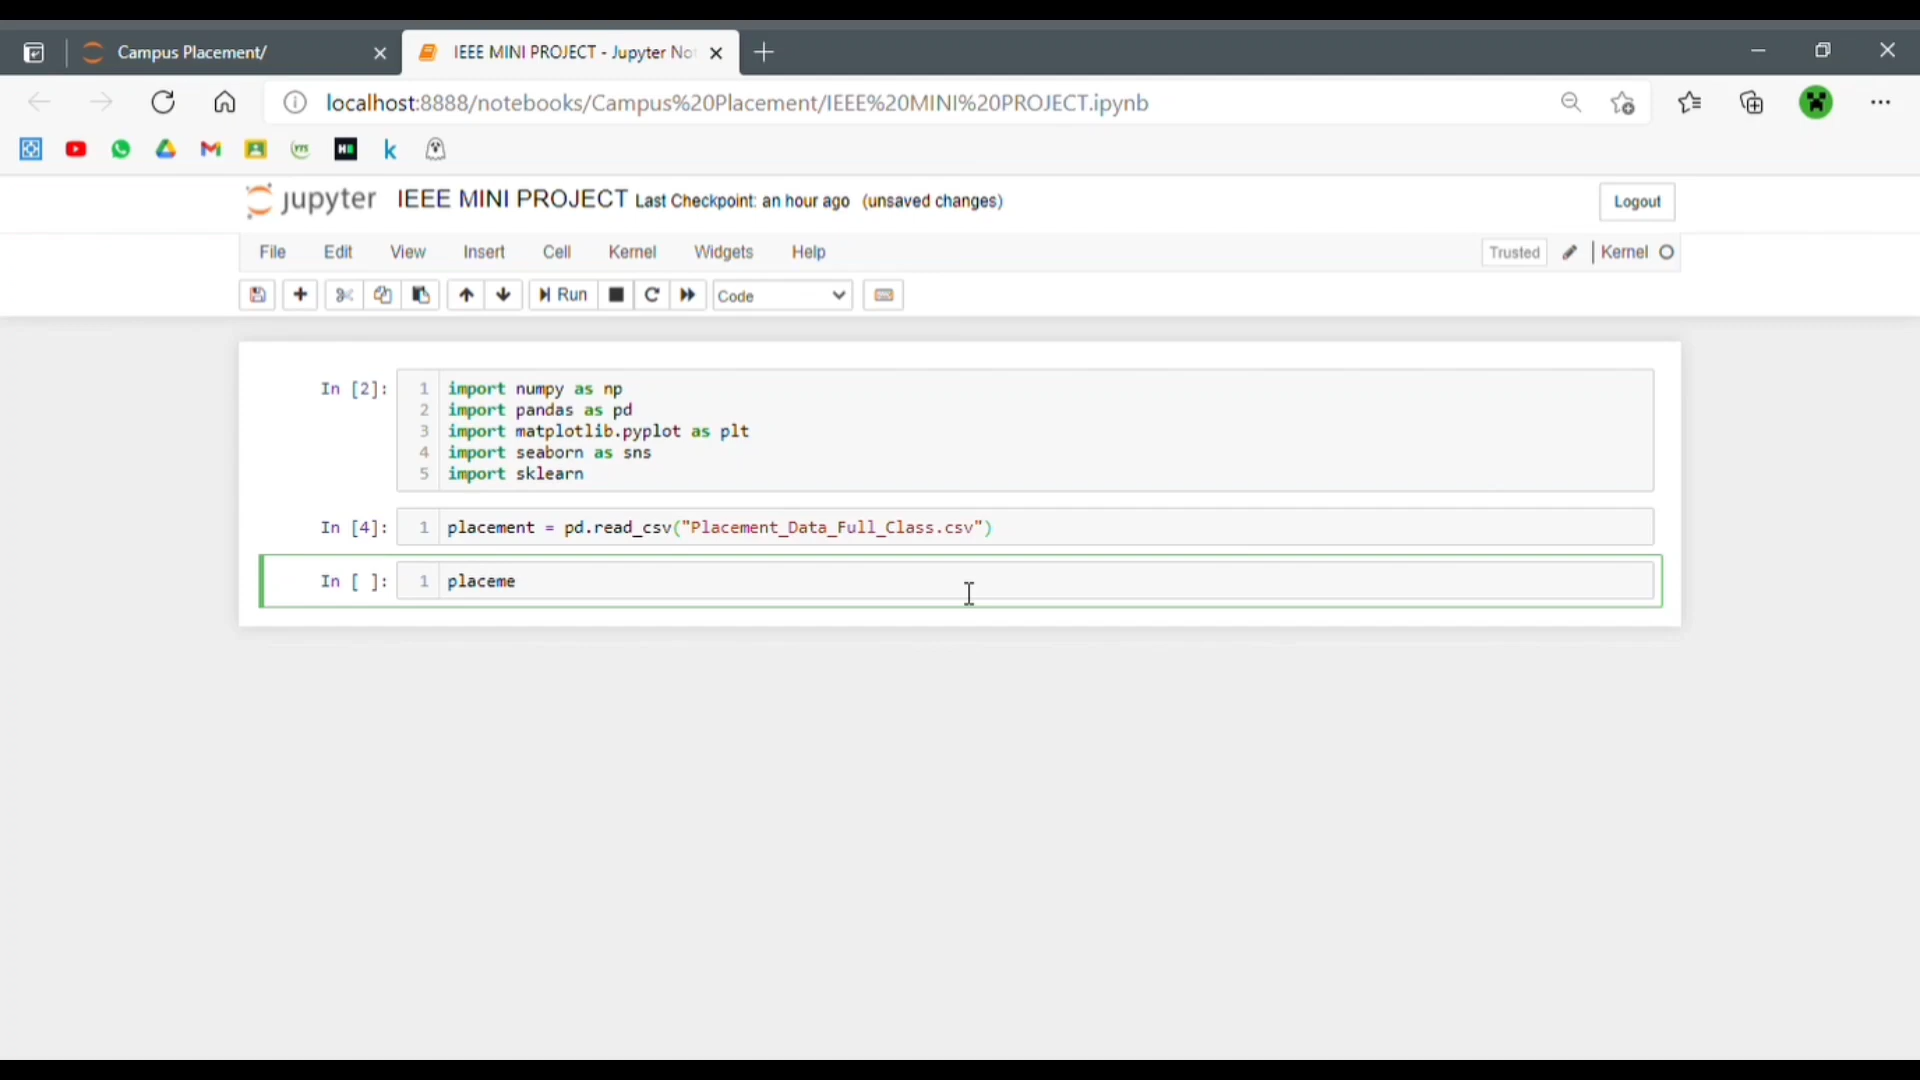 Campus Placement/
IEEE MINI PROJECT - Jupyter No
localhost:8888/notebooks/Campus%20Placement/IEEE%20MINI%20PROJECT.ipynb
k
jupyter IEEE MINI PROJECT Last Checkpoint: an hour ago (unsaved changes)
Logout
File Edit View Insert Cell Kernel Widgets Help
Trusted
Kernel
Run
Code
In [2]:
1 import numpy as np
2 import pandas as pd
3 import matplotlib.pyplot as plt
4 import seaborn as sns
5 import sklearn
In [4]: 1 placement = pd.read_csv("Placement_Data_Full_Class.csv")
In [ ]: 1 placeme